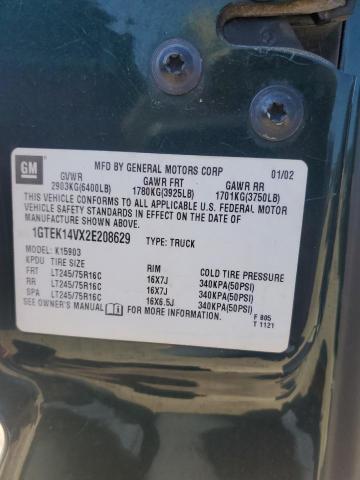 GM
MFD BY GENERAL MOTORS CORP 01/02
GVWR GAWR FRT GAWR RR
2903KG(6400LB) 1780KG(3925LB) 1701KG(3750LB)
THIS VEHICLE CONFORMS TO ALL APPLICABLE U.S. FEDERAL
MOTOR VEHICLE SAFETY STANDARDS IN EFFECT ON THE DATE OF
MANUFACTURE SHOWN ABOVE.
1GTEK14VX2E208629 TYPE: TRUCK
MODEL: K15903
KPDU TIRE SIZE RIM COLD TIRE PRESSURE
FRT LT245/75R16C 16X7J 340KPA(50PSI)
RR LT245/75R16C 16X7J 340KPA(50PSI)
SPA LT245/75R16C 16X6.5J 340KPA(50PSI)
SEE OWNER'S MANUAL FOR ADDITIONAL INFORMATION
F 805
T 1121